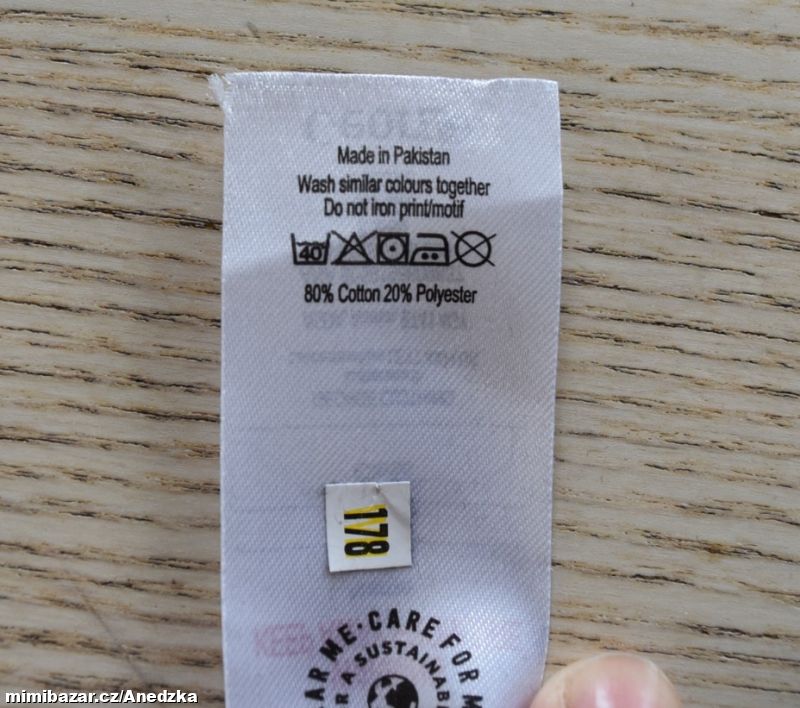 Made in Pakistan
Wash similar colours together
Do not iron print/motif
40
80% Cotton 20% Polyester
178
ME · CARE FOR
A SUSTAINAB
mimibazar.cz/Anedzka